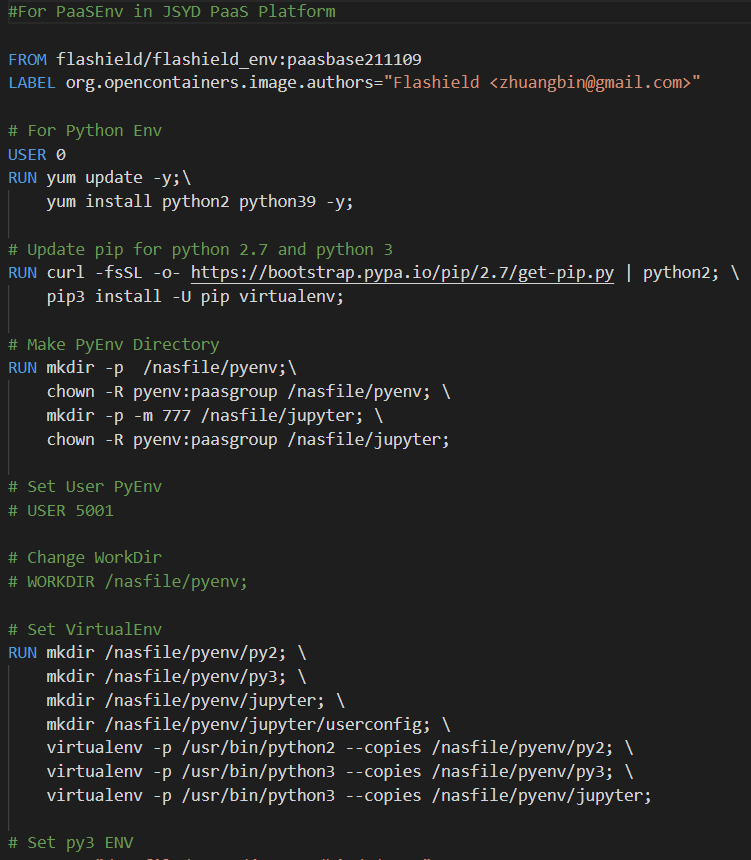 #For PaaSEnv in JSYD PaaS Platform
FROM flashield/flashield_env:paasbase211109
LABEL org.opencontainers.image.authors="Flashield <zhuangbin@gmail.com>"
# For Python Env
USER 0
RUN yum update -y;\
yum install python2 python39 -y;
# Update pip for python 2.7 and python 3
RUN curl -fsSL -o- https://bootstrap.pypa.io/pip/2.7/get-pip.py | python2; \
pip3 install -U pip virtualenv;
# Make PyEnv Directory
RUN mkdir -p  /nasfile/pyenv;\
chown -R pyenv:paasgroup /nasfile/pyenv; \
mkdir -p -m 777 /nasfile/jupyter; \
chown -R pyenv:paasgroup /nasfile/jupyter;
# Set User PyEnv
# USER 5001
# Change WorkDir
# WORKDIR /nasfile/pyenv;
# Set VirtualEnv
RUN mkdir /nasfile/pyenv/py2; \
mkdir /nasfile/pyenv/py3; \
mkdir /nasfile/pyenv/jupyter; \
mkdir /nasfile/pyenv/jupyter/userconfig; \
virtualenv -p /usr/bin/python2 --copies /nasfile/pyenv/py2; \
virtualenv -p /usr/bin/python3 --copies /nasfile/pyenv/py3; \
virtualenv -p /usr/bin/python3 --copies /nasfile/pyenv/jupyter;
# Set py3 ENV